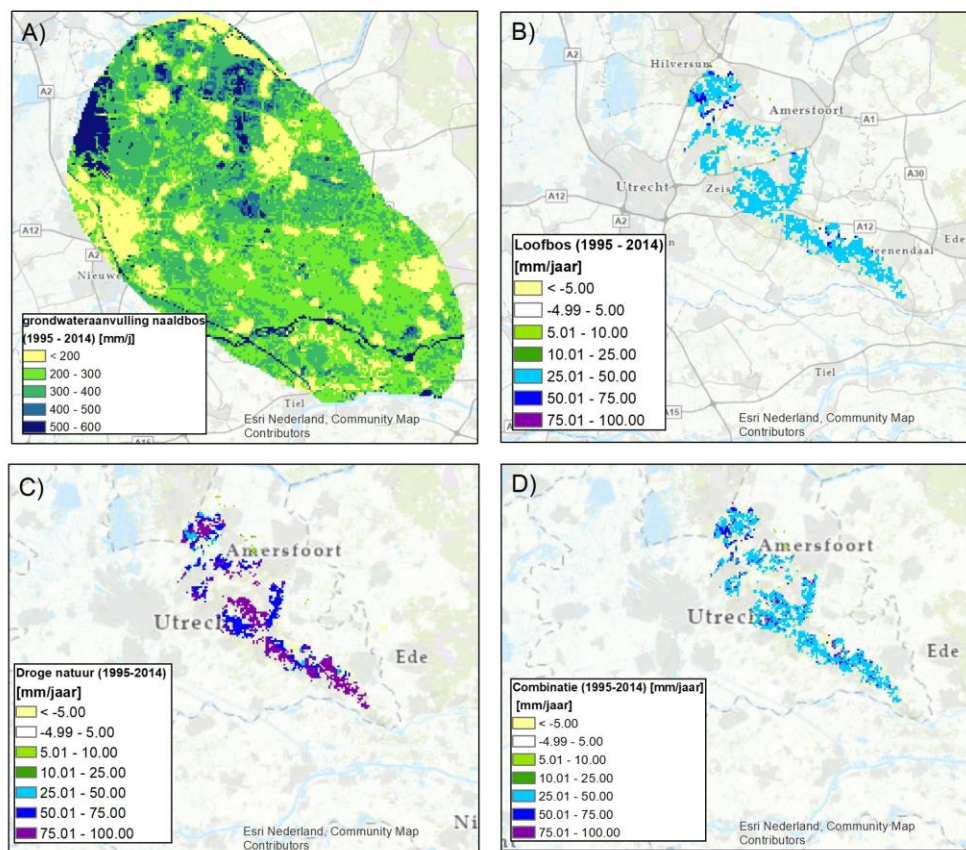 A)
A2
A12
A2
Nieuwe
grondwateraanvulling naaldbos
(1995 - 2014) [mm/j]
< 200
200 - 300
300 - 400
400 - 500
500 - 600
Tiel
A15
Esri Nederland, Community Map
Contributors
B)
A2
Hilversum
Amersfoort
A1
Utrecht
Zeis
A30
A12
A2
A12
Ede
eenendaal
Loofbos (1995 - 2014)
[mm/jaar]
< -5.00
-4.99 - 5.00
5.01 - 10.00
10.01 - 25.00
25.01 - 50.00
50.01 - 75.00
75.01 - 100.00
Tiel
A15
Esri Nederland, Community Map
Contributors
C)
Amersfoort
Utrech
Ede
Droge natuur (1995-2014)
[mm/jaar]
< -5.00
-4.99 - 5.00
5.01 - 10.00
10.01 - 25.00
25.01 - 50.00
50.01 - 75.00
75.01 - 100.00
Ni
Esri Nederland, Community Map
Contributors
D)
Amersfoort
Utrech
Ede
Combinatie (1995-2014) [mm/jaar]
[mm/jaar]
< -5.00
-4.99 - 5.00
5.01 - 10.00
10.01 - 25.00
25.01 - 50.00
50.01 - 75.00
75.01 - 100.00
Esri Nederland, Community Map
Contributors